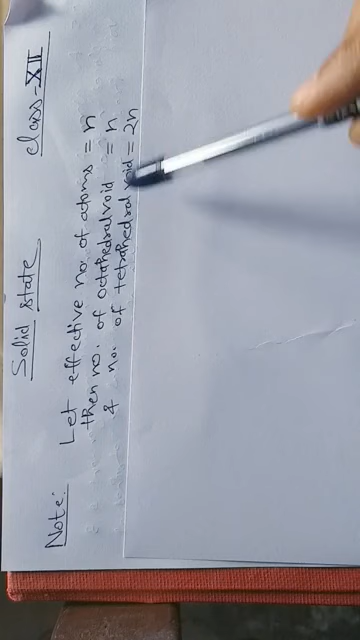 Solid state Class-XII
Note: Let effective no. of atoms = n
then no. of octahedral void = n
& no. of tetrahedral void = 2n